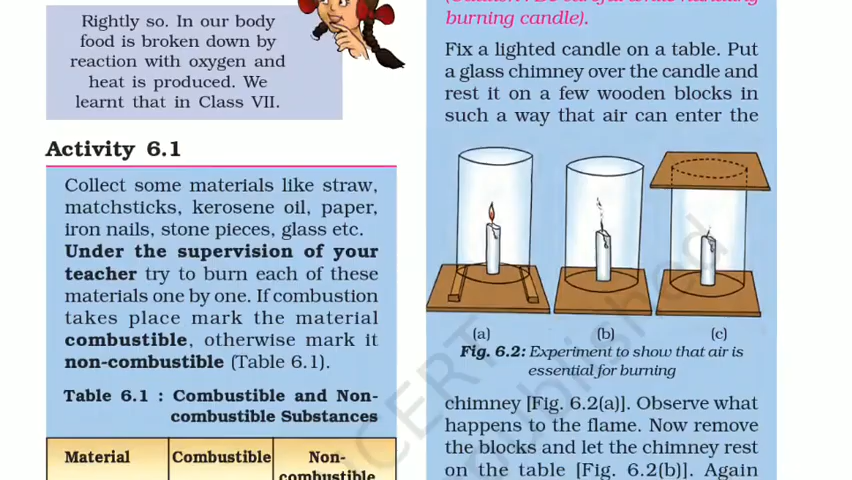 Rightly so. In our body
food is broken down by
reaction with oxygen and
heat is produced. We
learnt that in Class VII.
Activity 6.1
Collect some materials like straw,
matchsticks, kerosene oil, paper,
iron nails, stone pieces, glass etc.
Under the supervision of your
teacher try to burn each of these
materials one by one. If combustion
takes place mark the material
combustible, otherwise mark it
non-combustible (Table 6.1).
Table 6.1 : Combustible and Non-
combustible Substances
Material Combustible Non-
combustible
burning candle).
Fix a lighted candle on a table. Put
a glass chimney over the candle and
rest it on a few wooden blocks in
such a way that air can enter the
(a) (b) (c)
Fig. 6.2: Experiment to show that air is
essential for burning
chimney [Fig. 6.2(a)]. Observe what
happens to the flame. Now remove
the blocks and let the chimney rest
on the table [Fig. 6.2(b)]. Again